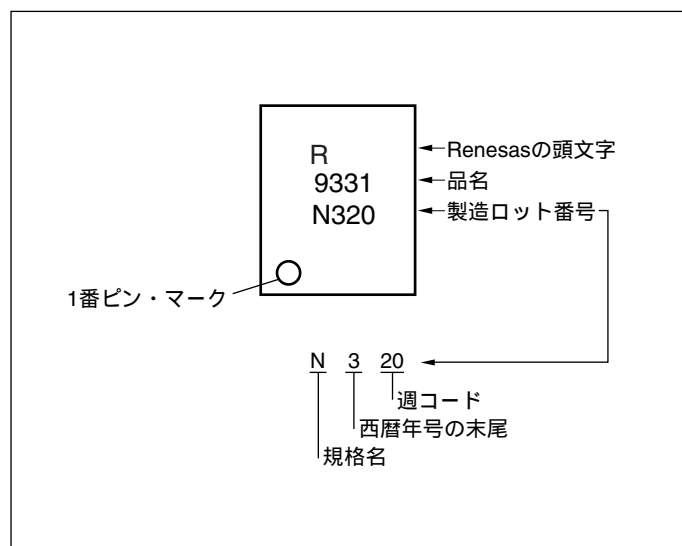 R
9331
N320
Renesasの頭文字
品名
製造ロット番号
1番ピン・マーク
N 3 20
週コード
西暦年号の末尾
規格名